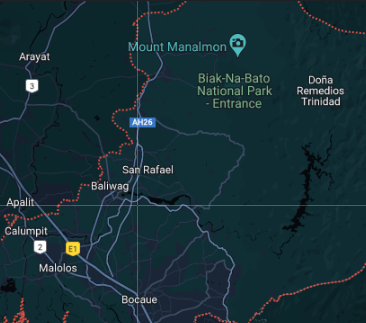 Mount Manalmon
Arayat
3
Biak-Na-Bato
National Park
- Entrance
Doña
Remedios
Trinidad
AH26
San Rafael
Baliwag
Apalit
Calumpit
2
E1
Malolos
Bocaue